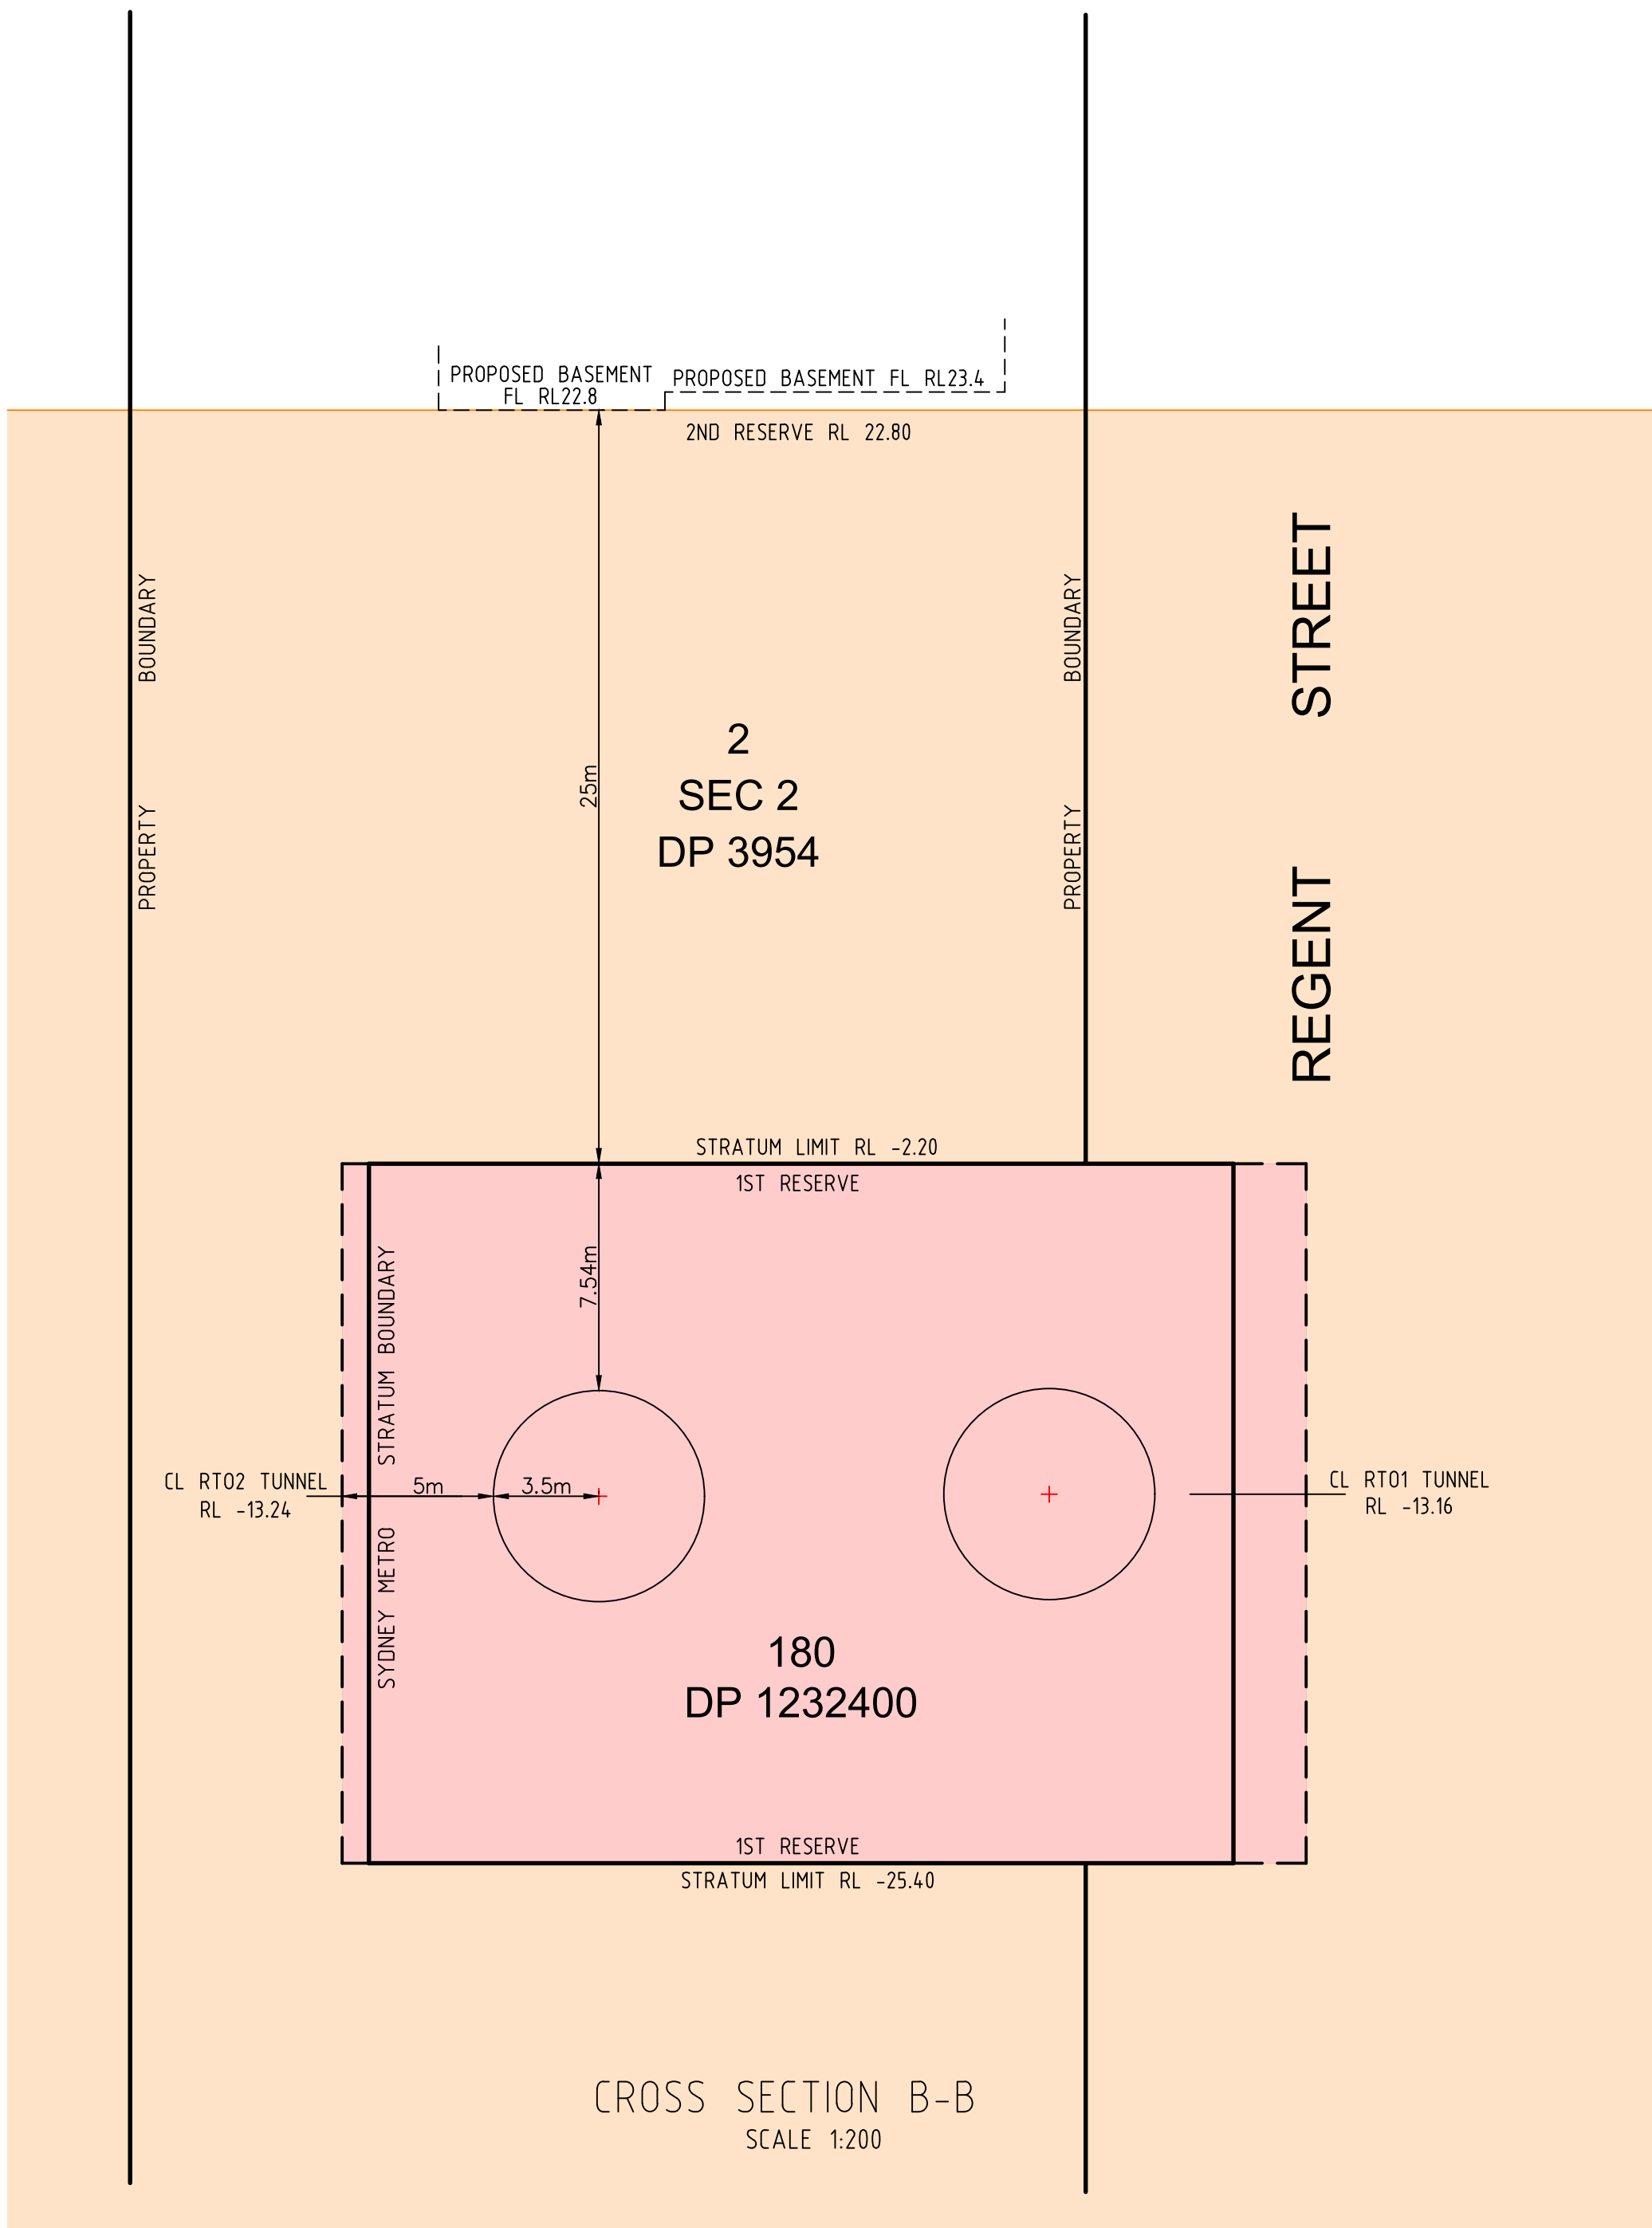 PROPOSED BASEMENT
FL RL22.8
PROPOSED BASEMENT FL RL23.4
2ND RESERVE RL 22.80
PROPERTY BOUNDARY
PROPERTY BOUNDARY
REGENT STREET
25m
2
SEC 2
DP 3954
STRATUM LIMIT RL -2.20
1ST RESERVE
7.54m
SYDNEY METRO STRATUM BOUNDARY
CL RT02 TUNNEL
RL -13.24
5m
3.5m
CL RT01 TUNNEL
RL -13.16
180
DP 1232400
1ST RESERVE
STRATUM LIMIT RL -25.40
CROSS SECTION B-B
SCALE 1:200